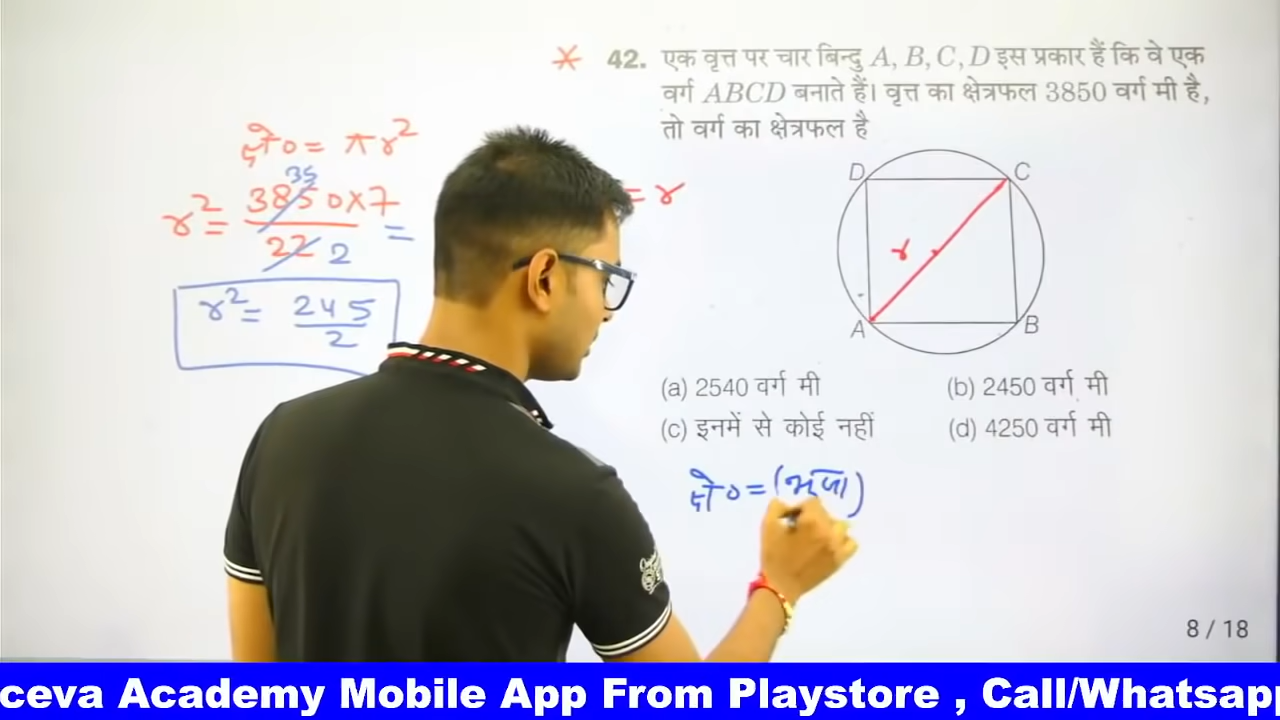 * 42. एक वृत्त पर चार बिन्दु A, B, C, D इस प्रकार हैं कि वे एक
वर्ग ABCD बनाते हैं। वृत्त का क्षेत्रफल 3850 वर्ग मी है,
तो वर्ग का क्षेत्रफल है
D C
r
A B
(a) 2540 वर्ग मी (b) 2450 वर्ग मी
(c) इनमें से कोई नहीं (d) 4250 वर्ग मी
क्षे० = πr²
35
r² = 3850×7 =
22 2
r² = 245
2
= r
क्षे० = (भुजा)
8 / 18
ceva Academy Mobile App From Playstore , Call/Whatsapp